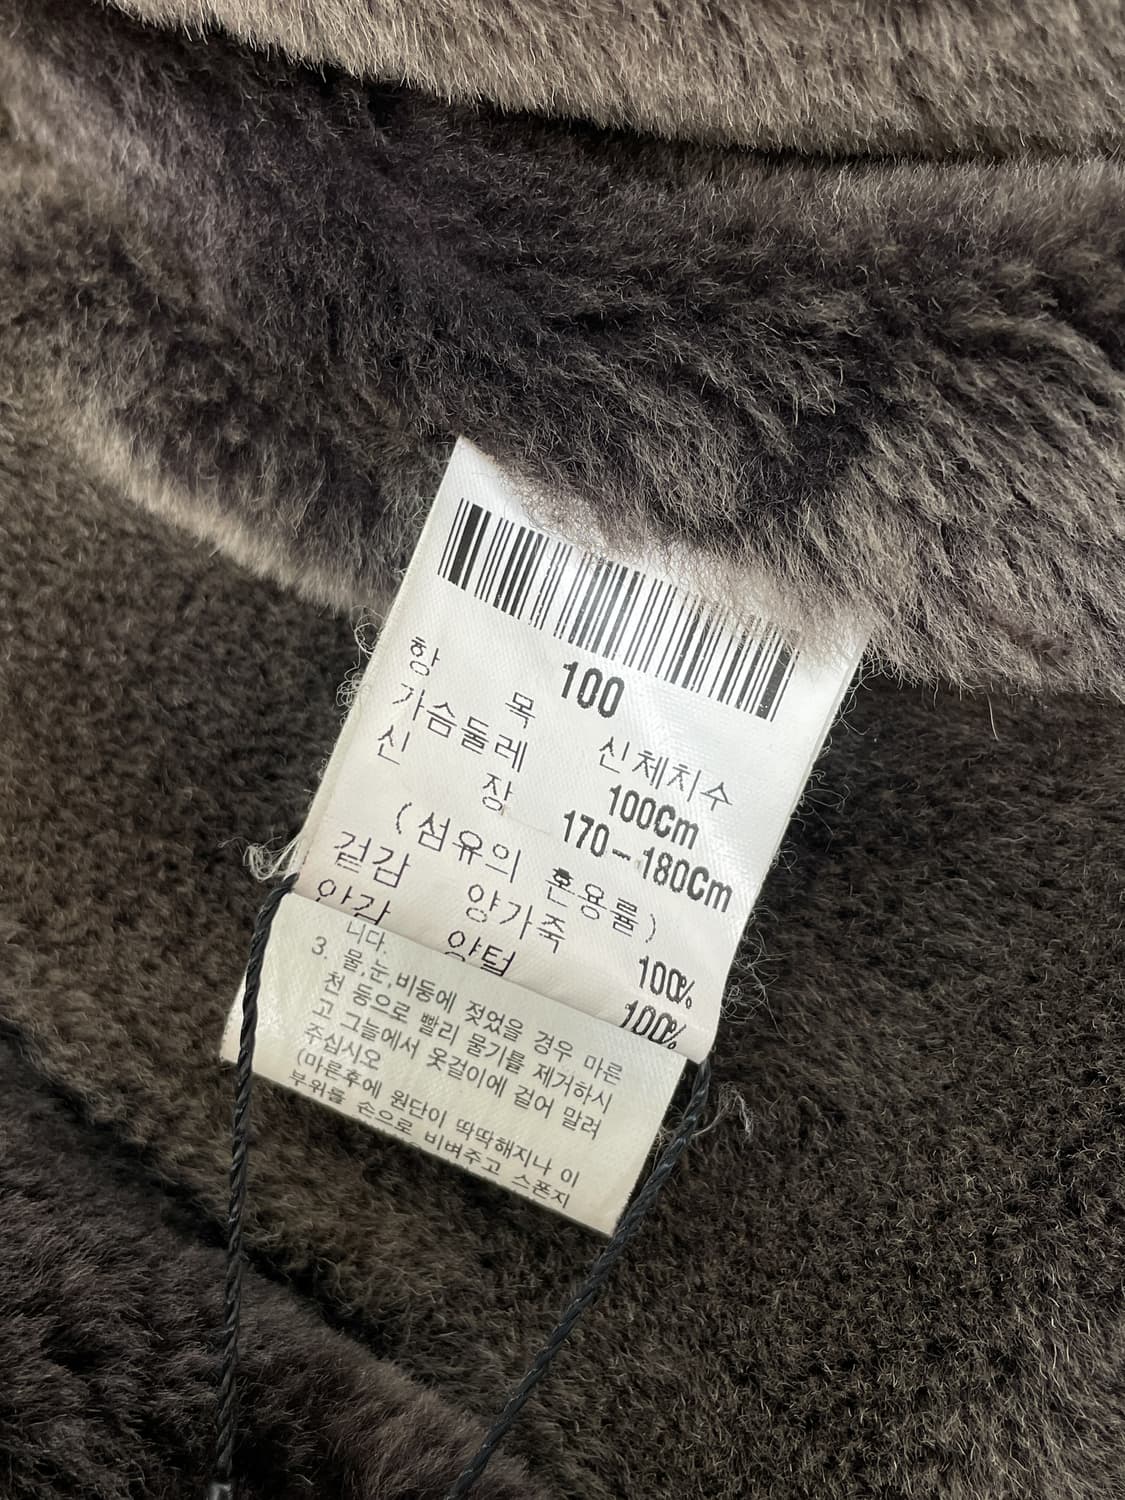 100
항 목 신체치수
가슴둘레 100Cm
신 장 170-180Cm
(섬유의 혼용률)
겉감 양가죽 100%
안감 양털 100%
니다.
3. 물,눈,비등에 젖었을 경우 마른
천 등으로 빨리 물기를 제거하시
고 그늘에서 옷걸이에 걸어 말려
주십시오
(마른후에 원단이 딱딱해지나 이
부위를 손으로 비벼주고 스폰지